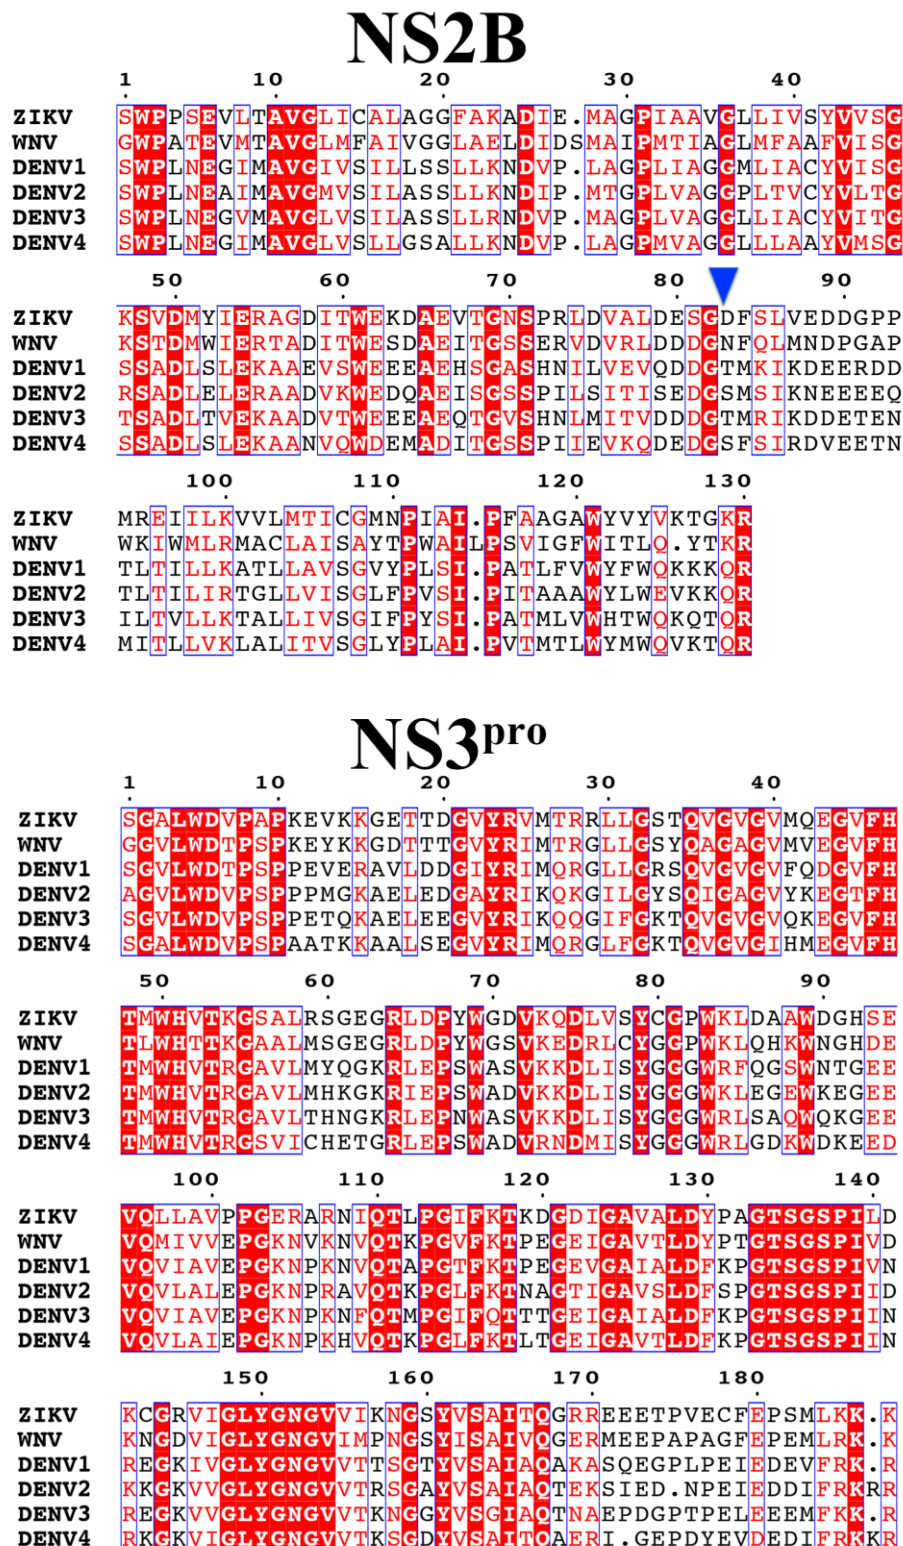 NS2B
1 10 20 30 40
ZIKV SWPPSEVLTAVGLICALAGGFAKADIE.MAGPIAAVGLLIVSYVVSG
WNV GWPATEVMTAVGLMFAIVGGLAELDIDSMAIPMTIAGLMFAAFVISG
DENV1 SWPLNEGIMAVGIVSILLSSLLKNDVP.LAGPLIAGGMLIACYVISG
DENV2 SWPLNEAIMAVGMVSILASSLLKNDIP.MTGPLVAGGPLTVCYVLTG
DENV3 SWPLNEGVMAVGLVSILASSLLRNDVP.MAGPLVAGGLLIACYVITG
DENV4 SWPLNEGIMAVGLVSLLGSALLKNDVP.LAGPMVAGGLLLAAYVMSG
50 60 70 80 90
ZIKV KSVDMYIERAGDITWEKDAEVTGNSPRLDVALDESGDFSLVEDDGPP
WNV KSTDMWIERTADITWESDAEITGSSERVDVRLDDDGNFQLMNDPGAP
DENV1 SSADLSLEKAAEVSWEEEAEHSGASHNILVEVQDDGTMKIKDEERDD
DENV2 RSADLELERAADVKWEDQAEISGSSPILSITISEDGSMSIKNEEEEQ
DENV3 TSADLTVEKAADVTWEEEAEQTGVSHNLMITVDDDGTMRIKDDETEN
DENV4 SSADLSLEKAANVQWDEMADITGSSPIIEVKQDEDGSFSIRDVEETN
100 110 120 130
ZIKV MREIILKVVLMTICGMNPIAI.PFAAGAWYVYVKTGKR
WNV WKIWMLRMACLAISAYTPWAILPSVIGFWITLQ.YTKR
DENV1 TLTILLKATLLAVSGVYPLSI.PATLFVWYFWQKKKQR
DENV2 TLTILIRTGLLVISGLFPVSI.PITAAAWYLWEVKKQR
DENV3 ILTVLLKTALLIVSGIFPYSI.PATMLVWHTWQKQTQR
DENV4 MITLLVKLALITVSGLYPLAI.PVTMTLWYMWQVKTQR
NS3pro
1 10 20 30 40
ZIKV SGALWDVPAPKEVKKGETTDGVYRVMTRRLLGSTQVGVGVMQEGVFH
WNV GGVLWDTPSPKEYKKGDTTTGVYRIMTRGLLGSYQAGAGVMVEGVFH
DENV1 SGVLWDTPSPPEVERAVLDDGIYRIMQRGLLGRSQVGVGVFQDGVFH
DENV2 AGVLWDVPSPPPMGKAELEDGAYRIKQKGILGYSQIGAGVYKEGTFH
DENV3 SGVLWDVPSPPETQKAELEEGVYRIKQQGIFGKTQVGVGVQKEGVFH
DENV4 SGALWDVPSPAATKKAALSEGVYRIMQRGLFGKTQVGVGIHMEGVFH
50 60 70 80 90
ZIKV TMWHVTKGSALRSGEGRLDPYWGDVKQDLVSYCGPWKLDAAWDGHSE
WNV TLWHTTKGAALMSGEGRLDPYWGSVKEDRLCYGGPWKLQHKWNGHDE
DENV1 TMWHVTRGAVLMYQGKRLEPSWASVKKDLISYGGGWRFQGSWNTGEE
DENV2 TMWHVTRGAVLMHKGKRIEPSWADVKKDLISYGGGWKLEGEWKEGEE
DENV3 TMWHVTRGAVLTHNGKRLEPNWASVKKDLISYGGGWRLSAQWQKGEE
DENV4 TMWHVTRGSVICHETGRLEPSWADVRNDMISYGGGWRLGDKWDKEED
100 110 120 130 140
ZIKV VQLLAVPPGERARNIQTLPGIFKTKDGDIGAVALDYPAGTSGSPILD
WNV VQMIVVEPGKNVKNVQTKPGVFKTPEGEIGAVTLDYPTGTSGSPIVD
DENV1 VQVIAVEPGKNPKNVQTAPGTFKTPEGEVGAIALDFKPGTSGSPIVN
DENV2 VQVLALEPGKNPRAVQTKPGLFKTNAGTIGAVSLDFSPGTSGSPIID
DENV3 VQVIAVEPGKNPKNFQTMPGIFQTTTGEIGAIALDFKPGTSGSPIIN
DENV4 VQVLAIEPGKNPKHVQTKPGLFKTLTGEIGAVTLDFKPGTSGSPIIN
150 160 170 180
ZIKV KCGRVIGLYGNGVVIKNGSYVSAITQGRREEETPVECFEPSMLKK.K
WNV KNGDVIGLYGNGVIMPNGSYISAIVQGERMEEPAPAGFEPEMLRK.K
DENV1 REGKIVGLYGNGVVTTSGTYVSAIAQAKASQEGPLPEIEDEVFRK.R
DENV2 KKGKVVGLYGNGVVTRSGAYVSAIAQTEKSIED.NPEIEDDIFRKRR
DENV3 REGKVVGLYGNGVVTKNGGYVSGIAQTNAEPDGPTPELEEEMFKK.R
DENV4 RKGKVIGLYGNGVVTKSGDYVSAITQAERI.GEPDYEVDEDIFRKKR